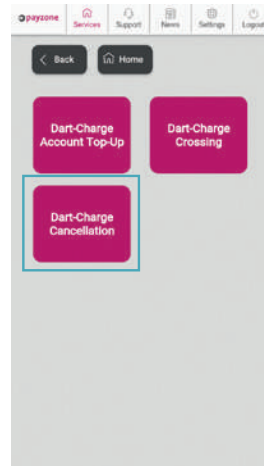 payzone Services Support News Settings Logout
Back Home
Dart-Charge Dart-Charge
Account Top-Up Crossing
Dart-Charge
Cancellation